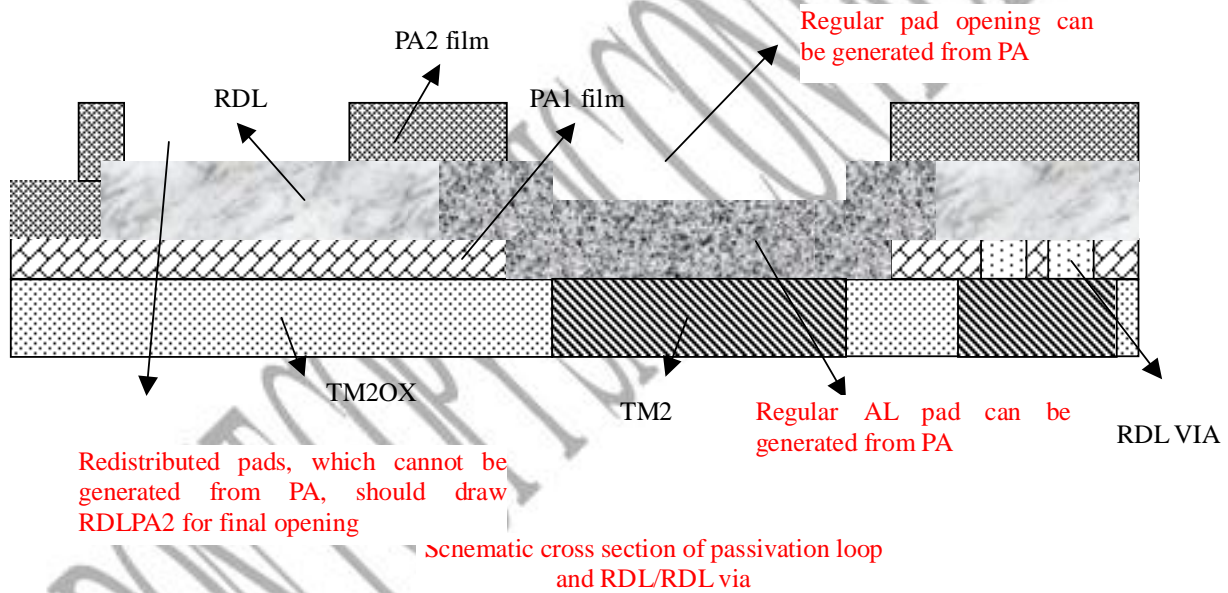 Regular pad opening can
be generated from PA
PA2 film
RDL
PA1 film
TM2OX
TM2
Regular AL pad can be
generated from PA
RDL VIA
Redistributed pads, which cannot be
generated from PA, should draw
RDLPA2 for final opening
Schematic cross section of passivation loop
and RDL/RDL via